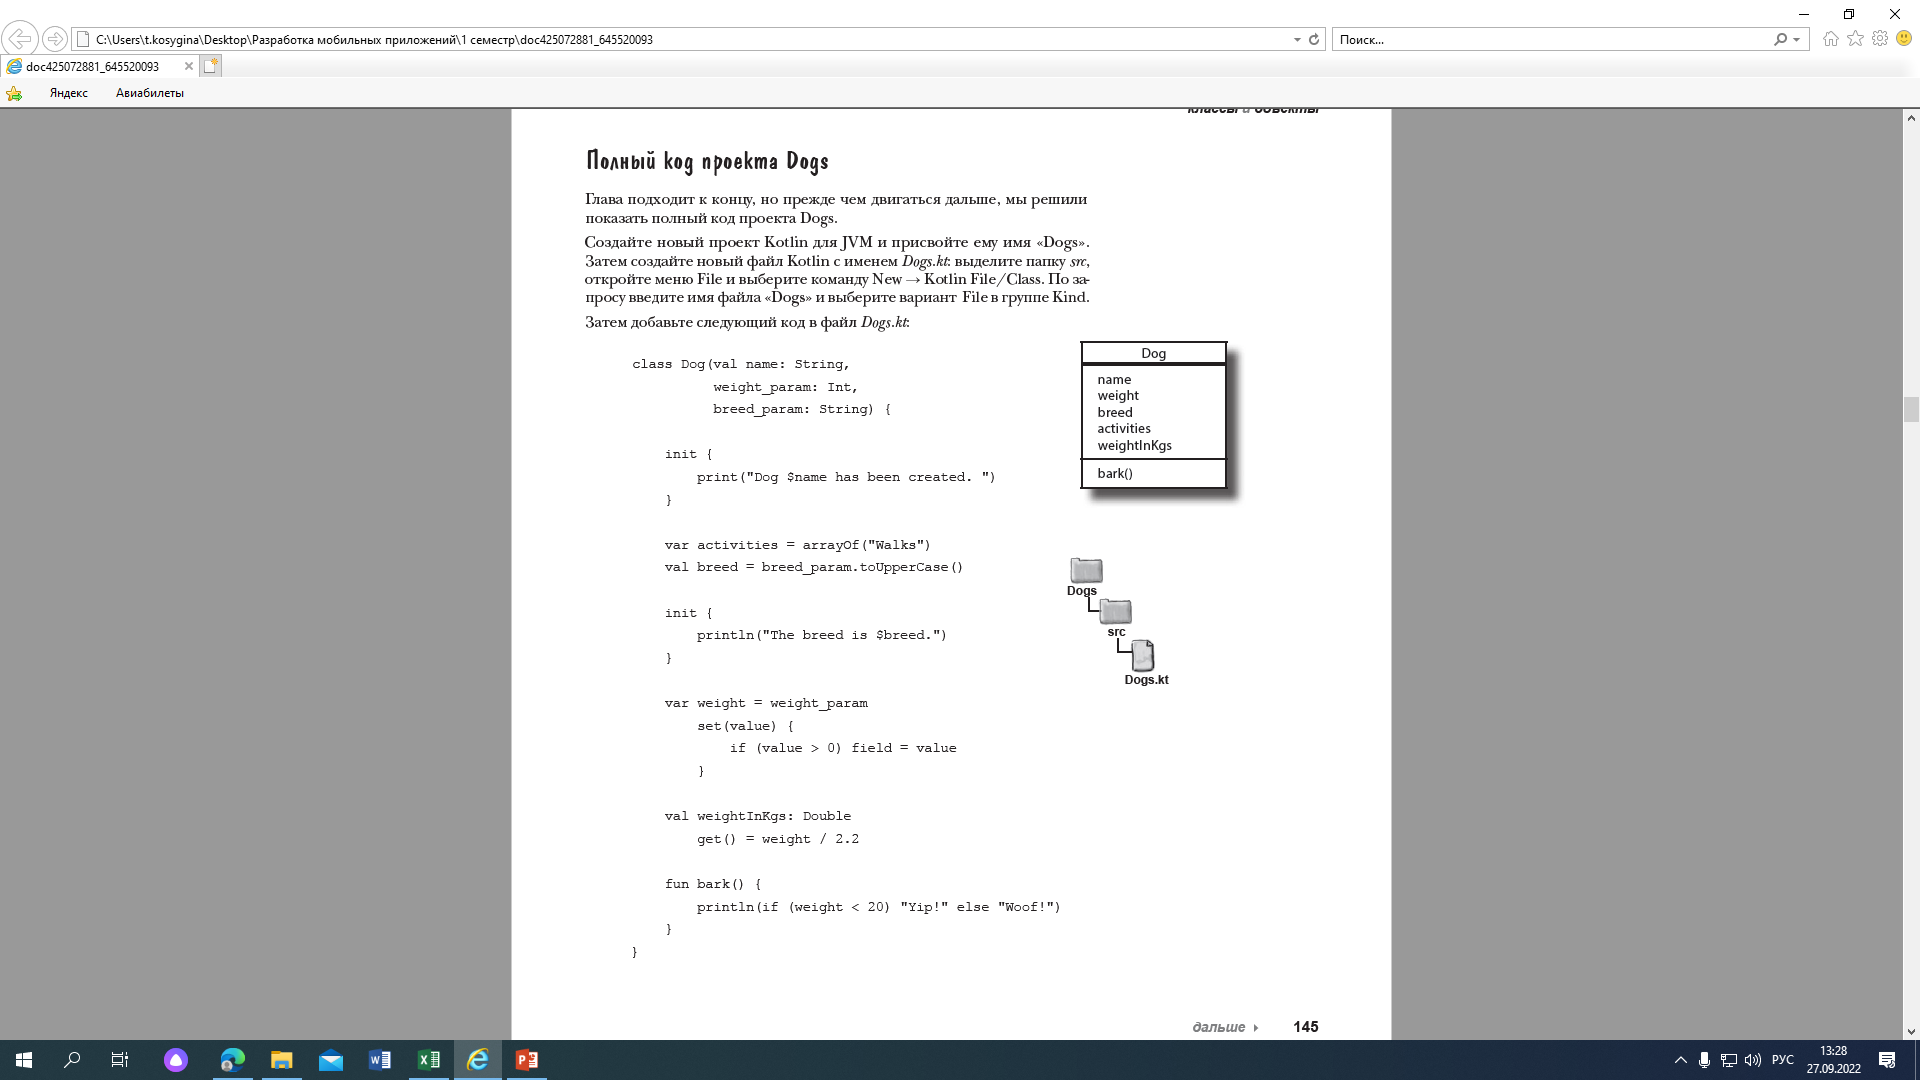 C:\Users\t.kosygina\Desktop\Разработка мобильных приложений\1 семестр\doc425072881_645520093
Поиск...
doc425072881_645520093
Яндекс
Авиабилеты
классы и объекты
Полный код проекта Dogs
Глава подходит к концу, но прежде чем двигаться дальше, мы решили
показать полный код проекта Dogs.
Создайте новый проект Kotlin для JVM и присвойте ему имя «Dogs».
Затем создайте новый файл Kotlin с именем Dogs.kt: выделите папку src,
откройте меню File и выберите команду New → Kotlin File/Class. По за-
просу введите имя файла «Dogs» и выберите вариант File в группе Kind.
Затем добавьте следующий код в файл Dogs.kt:
class Dog(val name: String,
weight_param: Int,
breed_param: String) {
init {
print("Dog $name has been created. ")
}
var activities = arrayOf("Walks")
val breed = breed_param.toUpperCase()
init {
println("The breed is $breed.")
}
var weight = weight_param
set(value) {
if (value > 0) field = value
}
val weightInKgs: Double
get() = weight / 2.2
fun bark() {
println(if (weight < 20) "Yip!" else "Woof!")
}
}
Dog
name
weight
breed
activities
weightInKgs
bark()
Dogs
src
Dogs.kt
дальше
145
РУС
13:28
27.09.2022